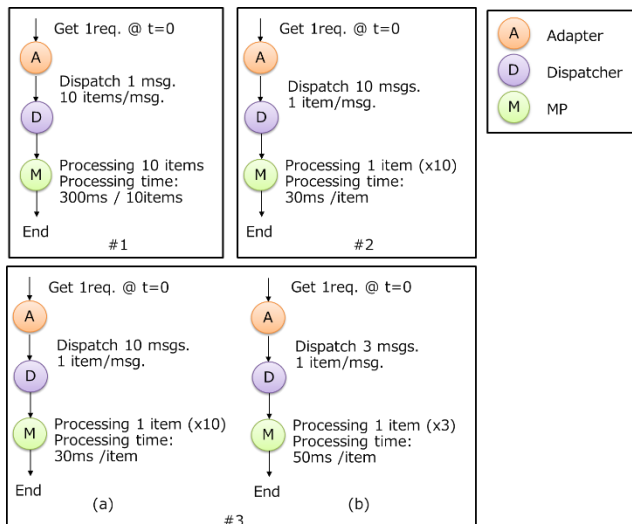 Get 1req. @ t=0
A
Dispatch 1 msg.
10 items/msg.
D
M
Processing 10 items
Processing time:
300ms / 10items
End
#1
Get 1req. @ t=0
A
Dispatch 10 msgs.
1 item/msg.
D
M
Processing 1 item (x10)
Processing time:
30ms /item
End
#2
A
Adapter
D
Dispatcher
M
MP
Get 1req. @ t=0
A
Dispatch 10 msgs.
1 item/msg.
D
M
Processing 1 item (x10)
Processing time:
30ms /item
End
(a)
Get 1req. @ t=0
A
Dispatch 3 msgs.
1 item/msg.
D
M
Processing 1 item (x3)
Processing time:
50ms /item
End
(b)
#3